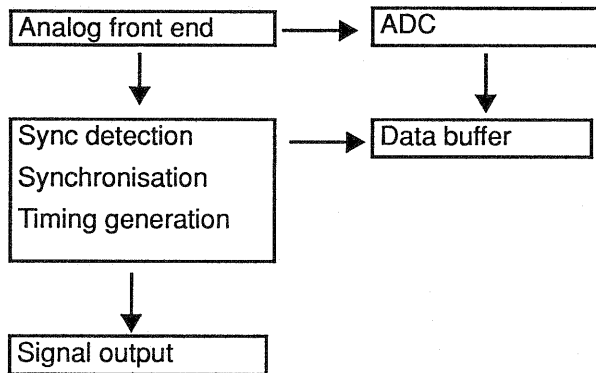 Analog front end
ADC
Sync detection
Data buffer
Synchronisation
Timing generation
Signal output